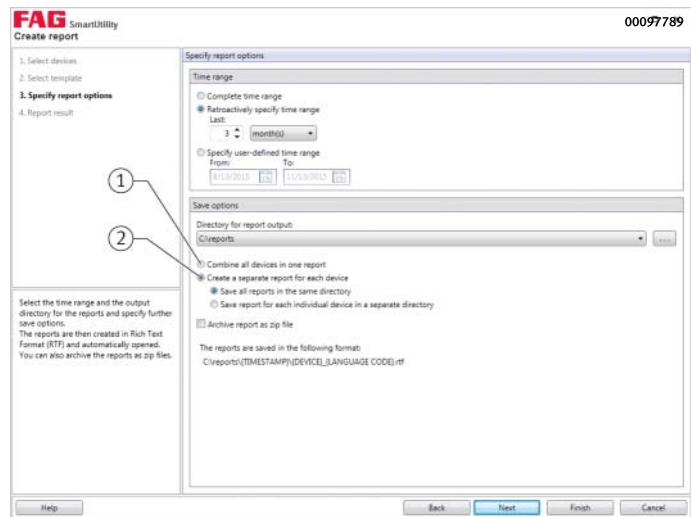 FAG SmartUtility
00097789
Create report
1. Select devices
2. Select template
3. Specify report options
4. Report result
Select the time range and the output
directory for the reports and specify further
save options.
The reports are then created in Rich Text
Format (RTF) and automatically opened.
You can also archive the reports as zip files.
Specify report options
Time range
Complete time range
Retroactively specify time range
Last:
3 month(s)
Specify user-defined time range
From: To:
8/13/2015 11/13/2015
1
2
Save options
Directory for report output:
C:\reports ...
Combine all devices in one report
Create a separate report for each device
Save all reports in the same directory
Save report for each individual device in a separate directory
Archive report as zip file
The reports are saved in the following format:
C:\reports\{TIMESTAMP}\{DEVICE}_{LANGUAGE CODE}.rtf
Help Back Next Finish Cancel